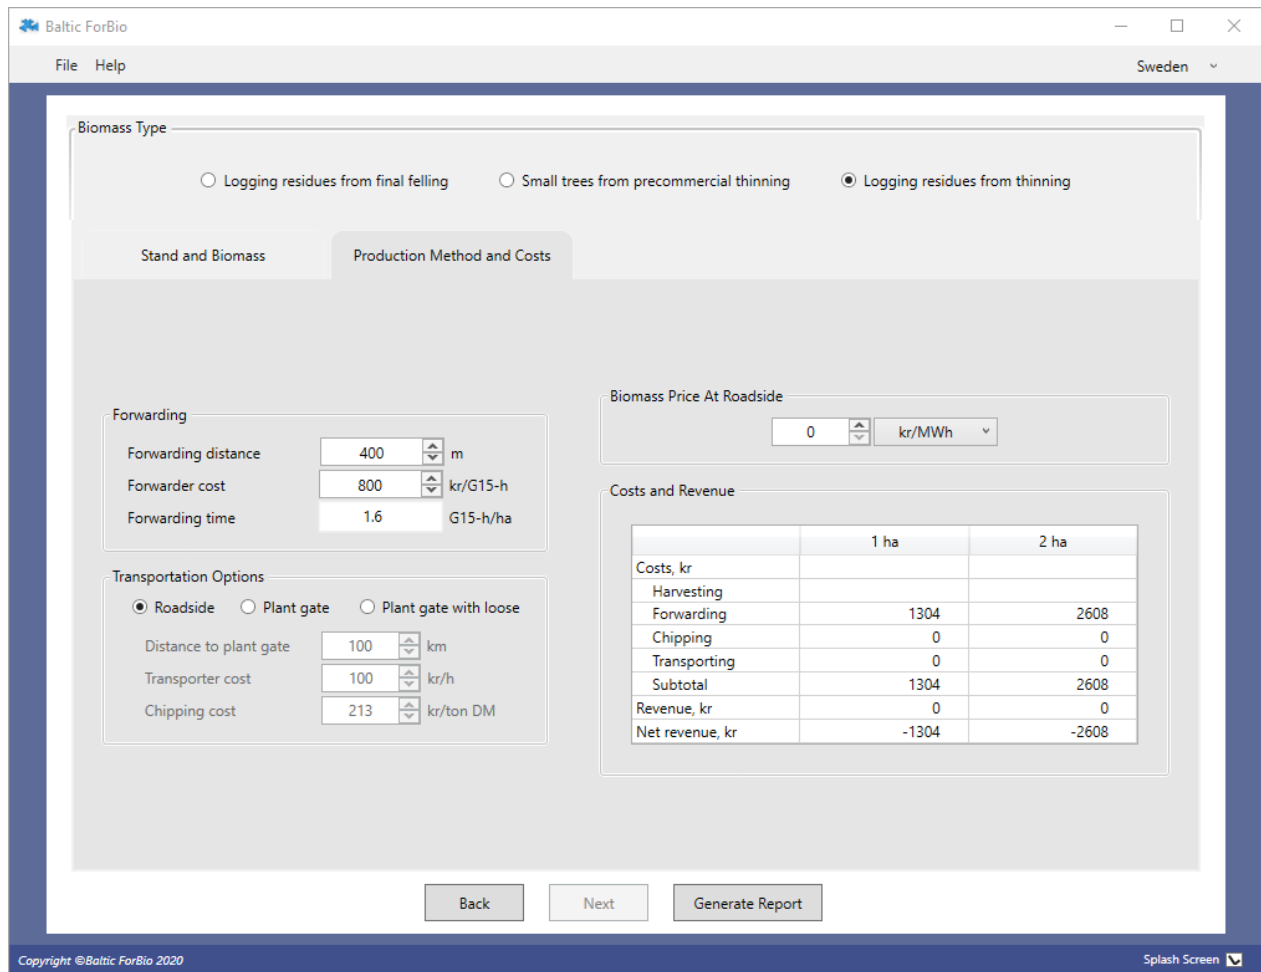 Baltic ForBio
File Help Sweden
Biomass Type
Logging residues from final felling Small trees from precommercial thinning Logging residues from thinning
Stand and Biomass Production Method and Costs
Forwarding
Forwarding distance 400 m
Forwarder cost 800 kr/G15-h
Forwarding time 1.6 G15-h/ha
Transportation Options
Roadside Plant gate Plant gate with loose
Distance to plant gate 100 km
Transporter cost 100 kr/h
Chipping cost 213 kr/ton DM
Biomass Price At Roadside
0 kr/MWh
Costs and Revenue
1 ha 2 ha
Costs, kr
Harvesting
Forwarding 1304 2608
Chipping 0 0
Transporting 0 0
Subtotal 1304 2608
Revenue, kr 0 0
Net revenue, kr -1304 -2608
Back Next Generate Report
Copyright ©Baltic ForBio 2020 Splash Screen